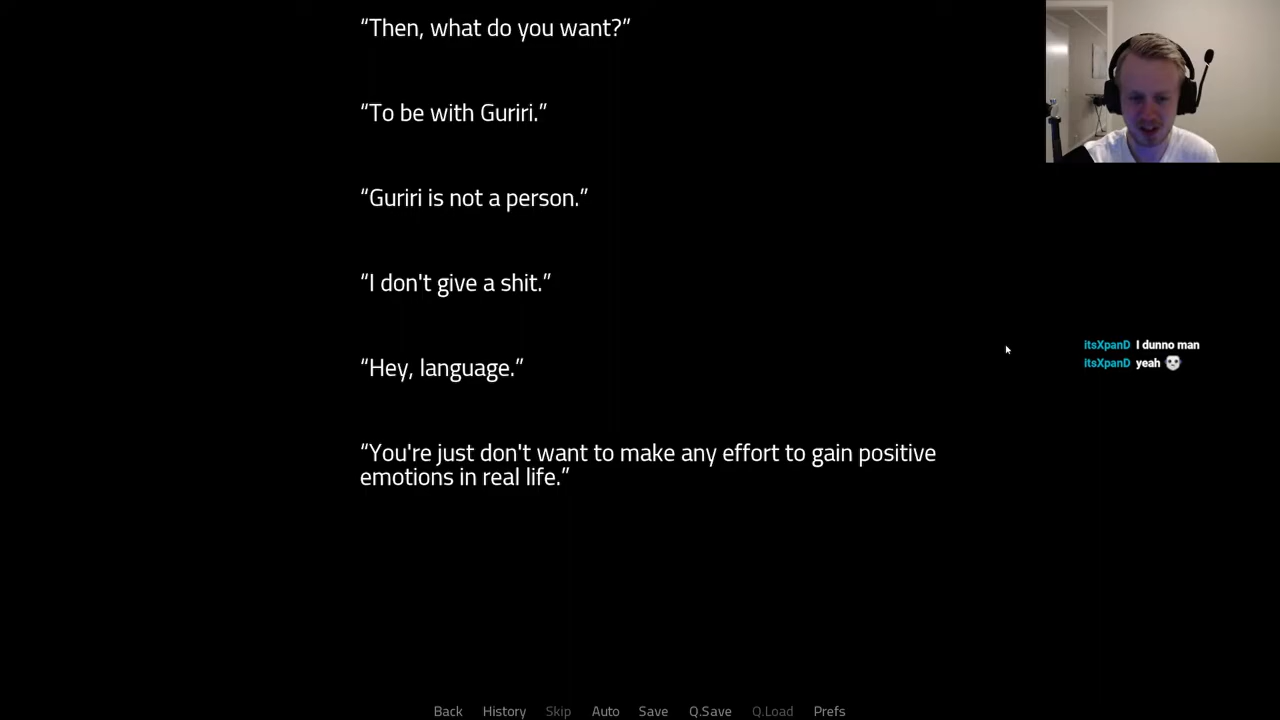 “Then, what do you want?”
“To be with Guriri.”
“Guriri is not a person.”
“I don't give a shit.”
“Hey, language.”
“You're just don't want to make any effort to gain positive
emotions in real life.”
itsXpanD I dunno man
itsXpanD yeah
Back History Skip Auto Save Q.Save Q.Load Prefs